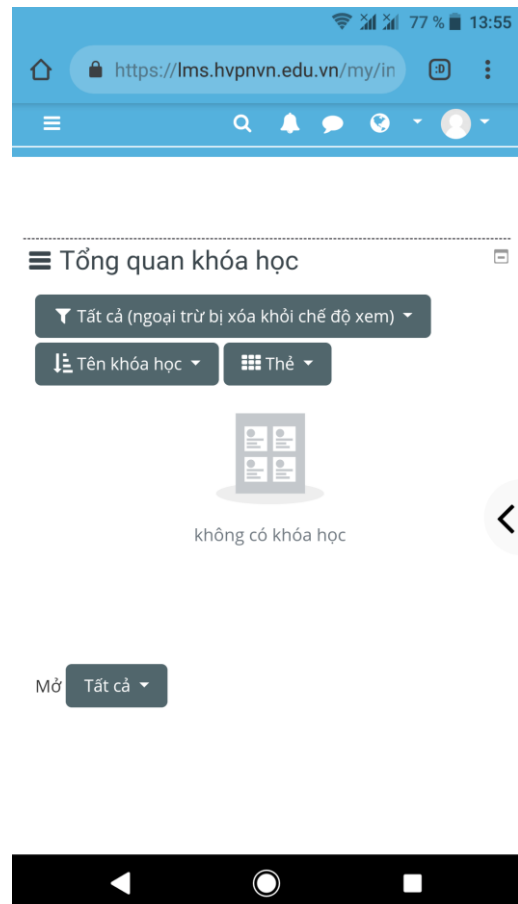 77 % 13:55
https://lms.hvpnvn.edu.vn/my/in
:D
Tổng quan khóa học
Tất cả (ngoại trừ bị xóa khỏi chế độ xem)
Tên khóa học
Thẻ
không có khóa học
Mở Tất cả